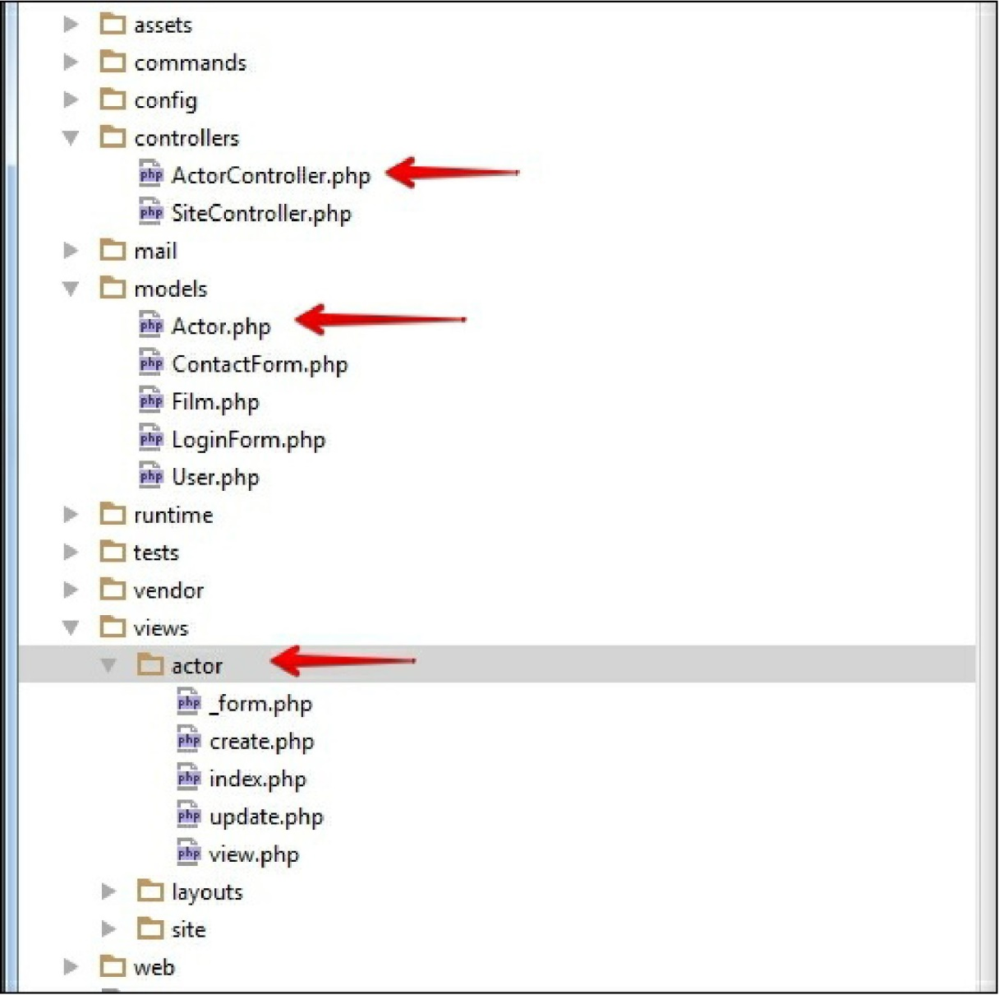 assets
commands
config
controllers
php ActorController.php
php SiteController.php
mail
models
php Actor.php
php ContactForm.php
php Film.php
php LoginForm.php
php User.php
runtime
tests
vendor
views
actor
php _form.php
php create.php
php index.php
php update.php
php view.php
layouts
site
web